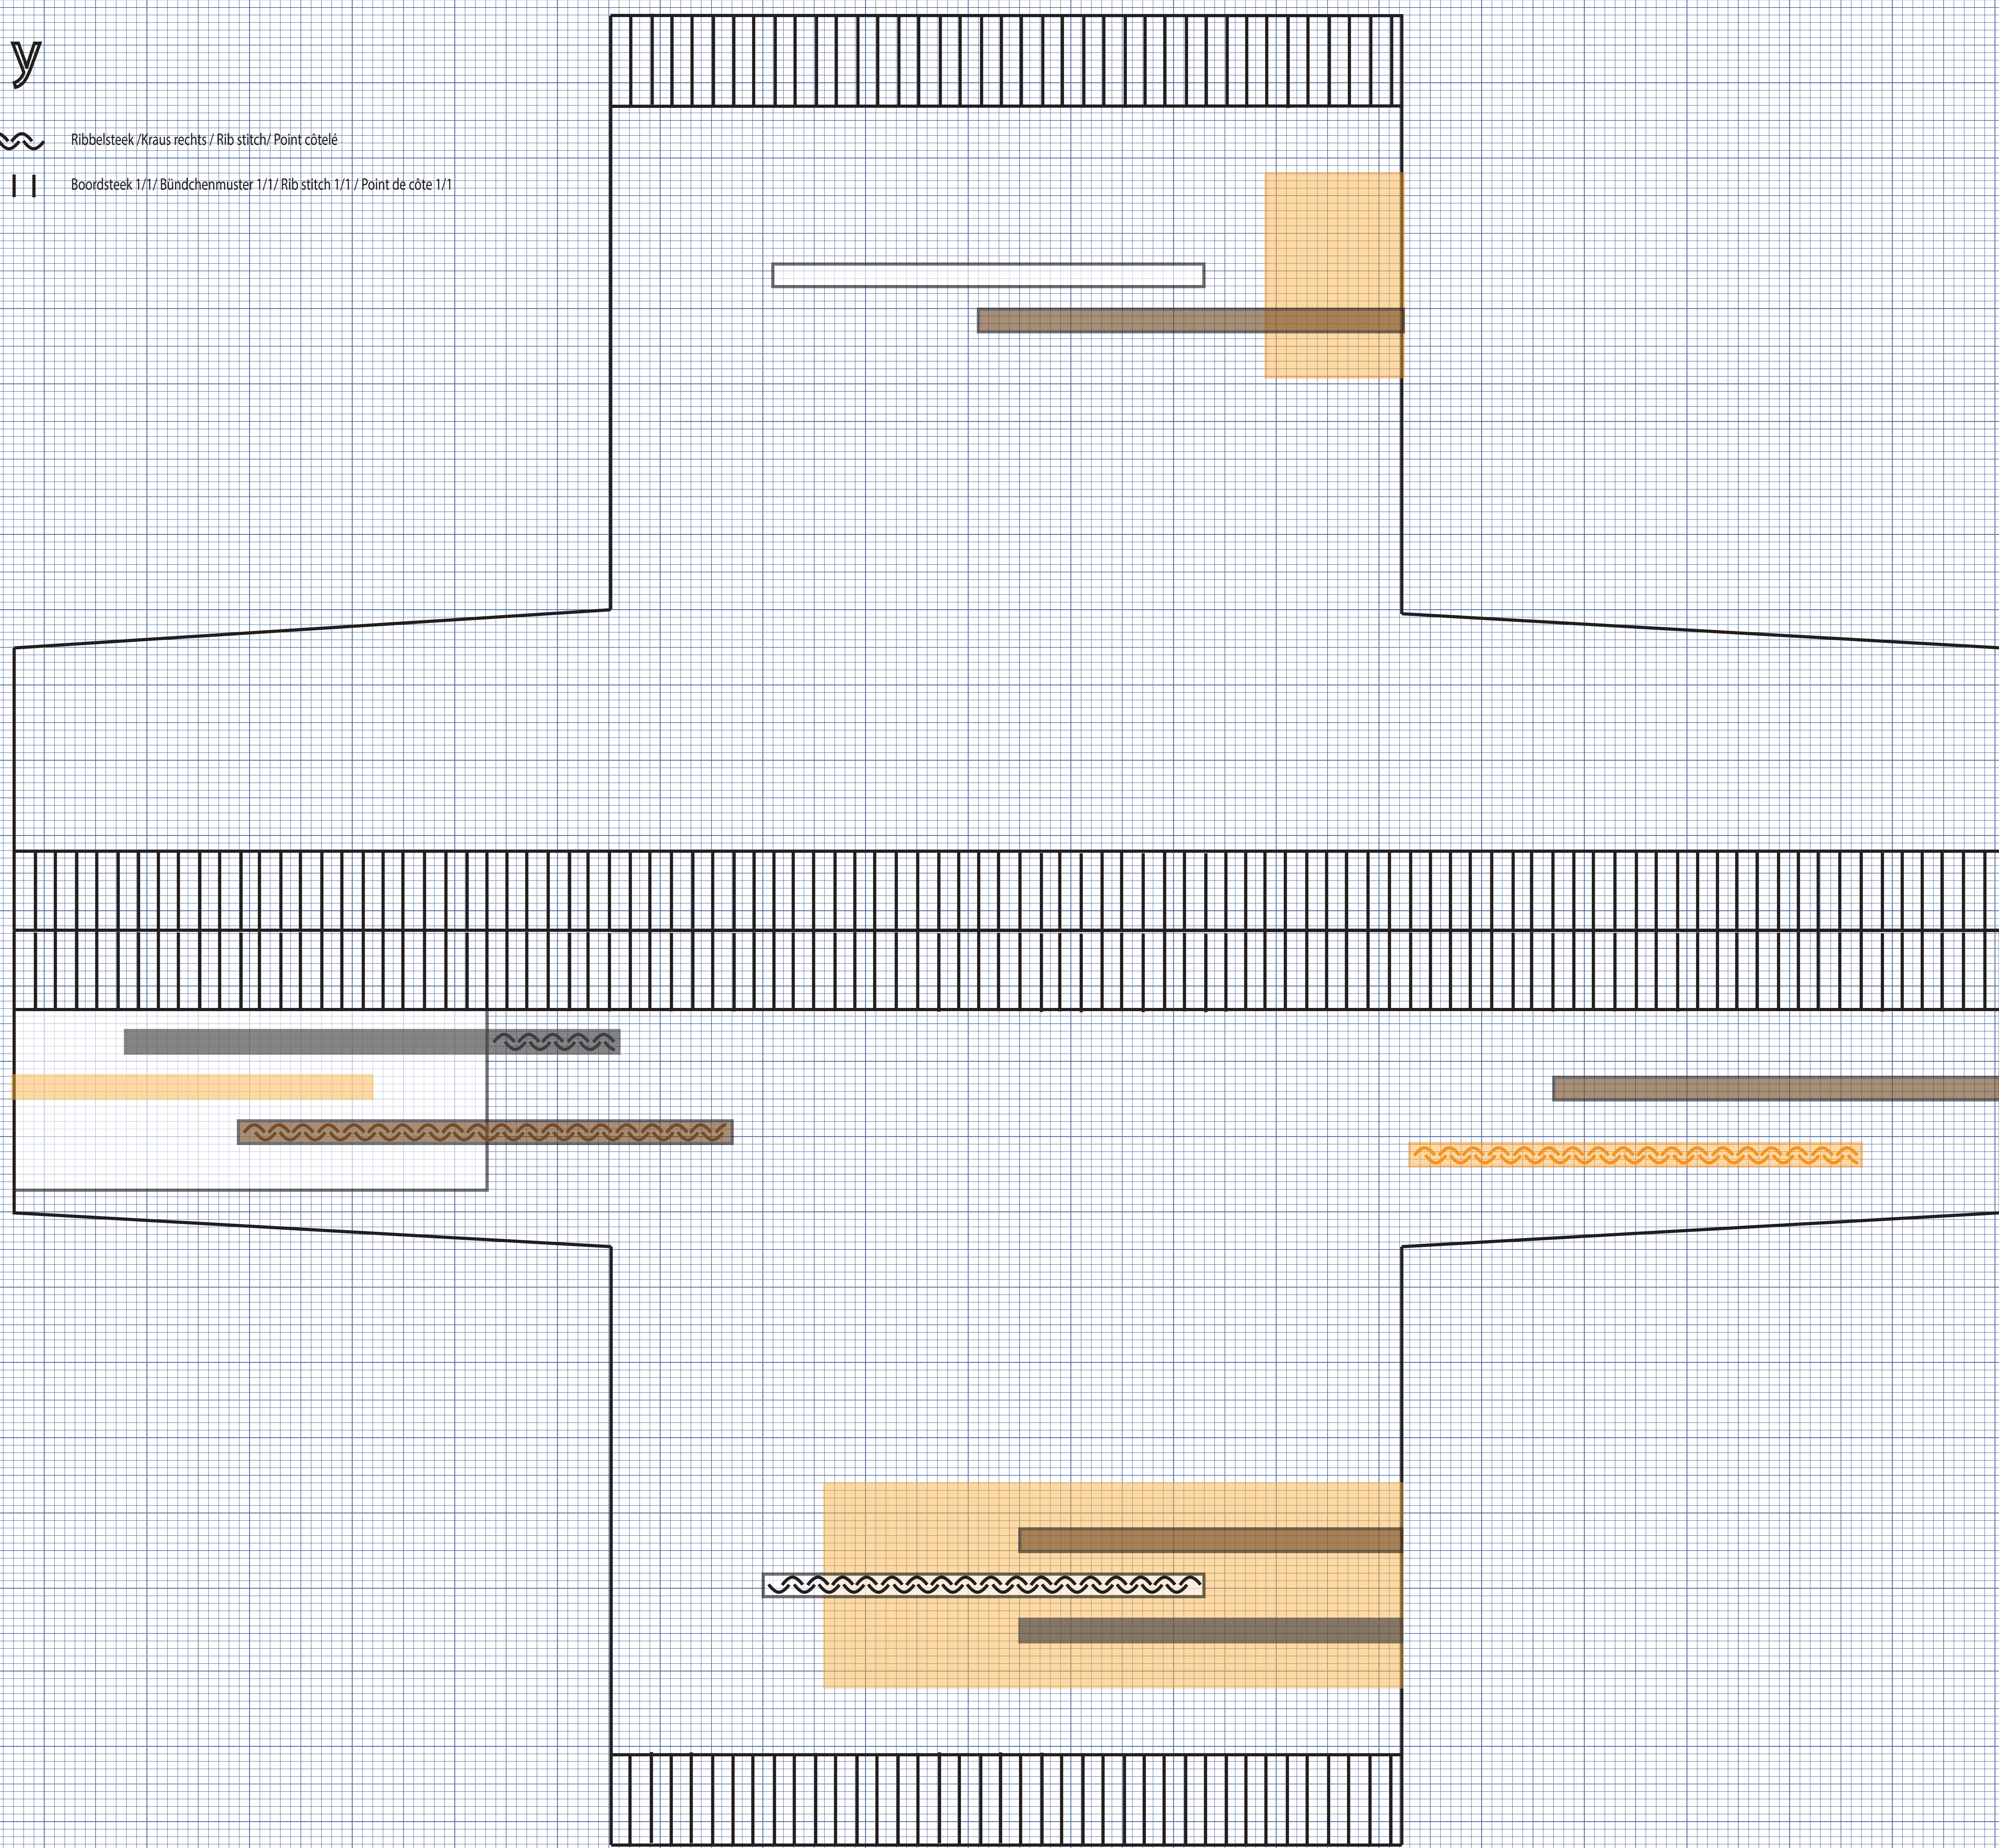 y
Ribbelsteek /Kraus rechts / Rib stitch/ Point côtelé
Boordsteek 1/1/ Bündchenmuster 1/1/ Rib stitch 1/1 / Point de côte 1/1